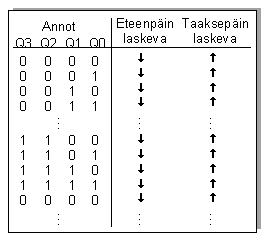 Annot Eteenpäin Taaksepäin
Q3 Q2 Q1 Q0 laskeva laskeva
0 0 0 0 ↓ ↑
0 0 0 1 ↓ ↑
0 0 1 0 ↓ ↑
0 0 1 1 ↓ ↑
⋮ ⋮ ⋮
1 1 0 0 ↓ ↑
1 1 0 1 ↓ ↑
1 1 1 0 ↓ ↑
1 1 1 1 ↓ ↑
0 0 0 0 ↓ ↑
⋮ ⋮ ⋮